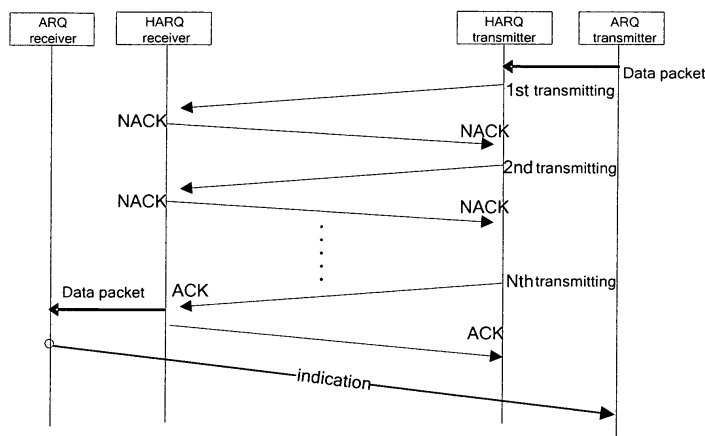 ARQ
receiver
HARQ
receiver
HARQ
transmitter
ARQ
transmitter
Data packet
1st transmitting
NACK
NACK
2nd transmitting
NACK
NACK
Nth transmitting
Data packet
ACK
ACK
indication